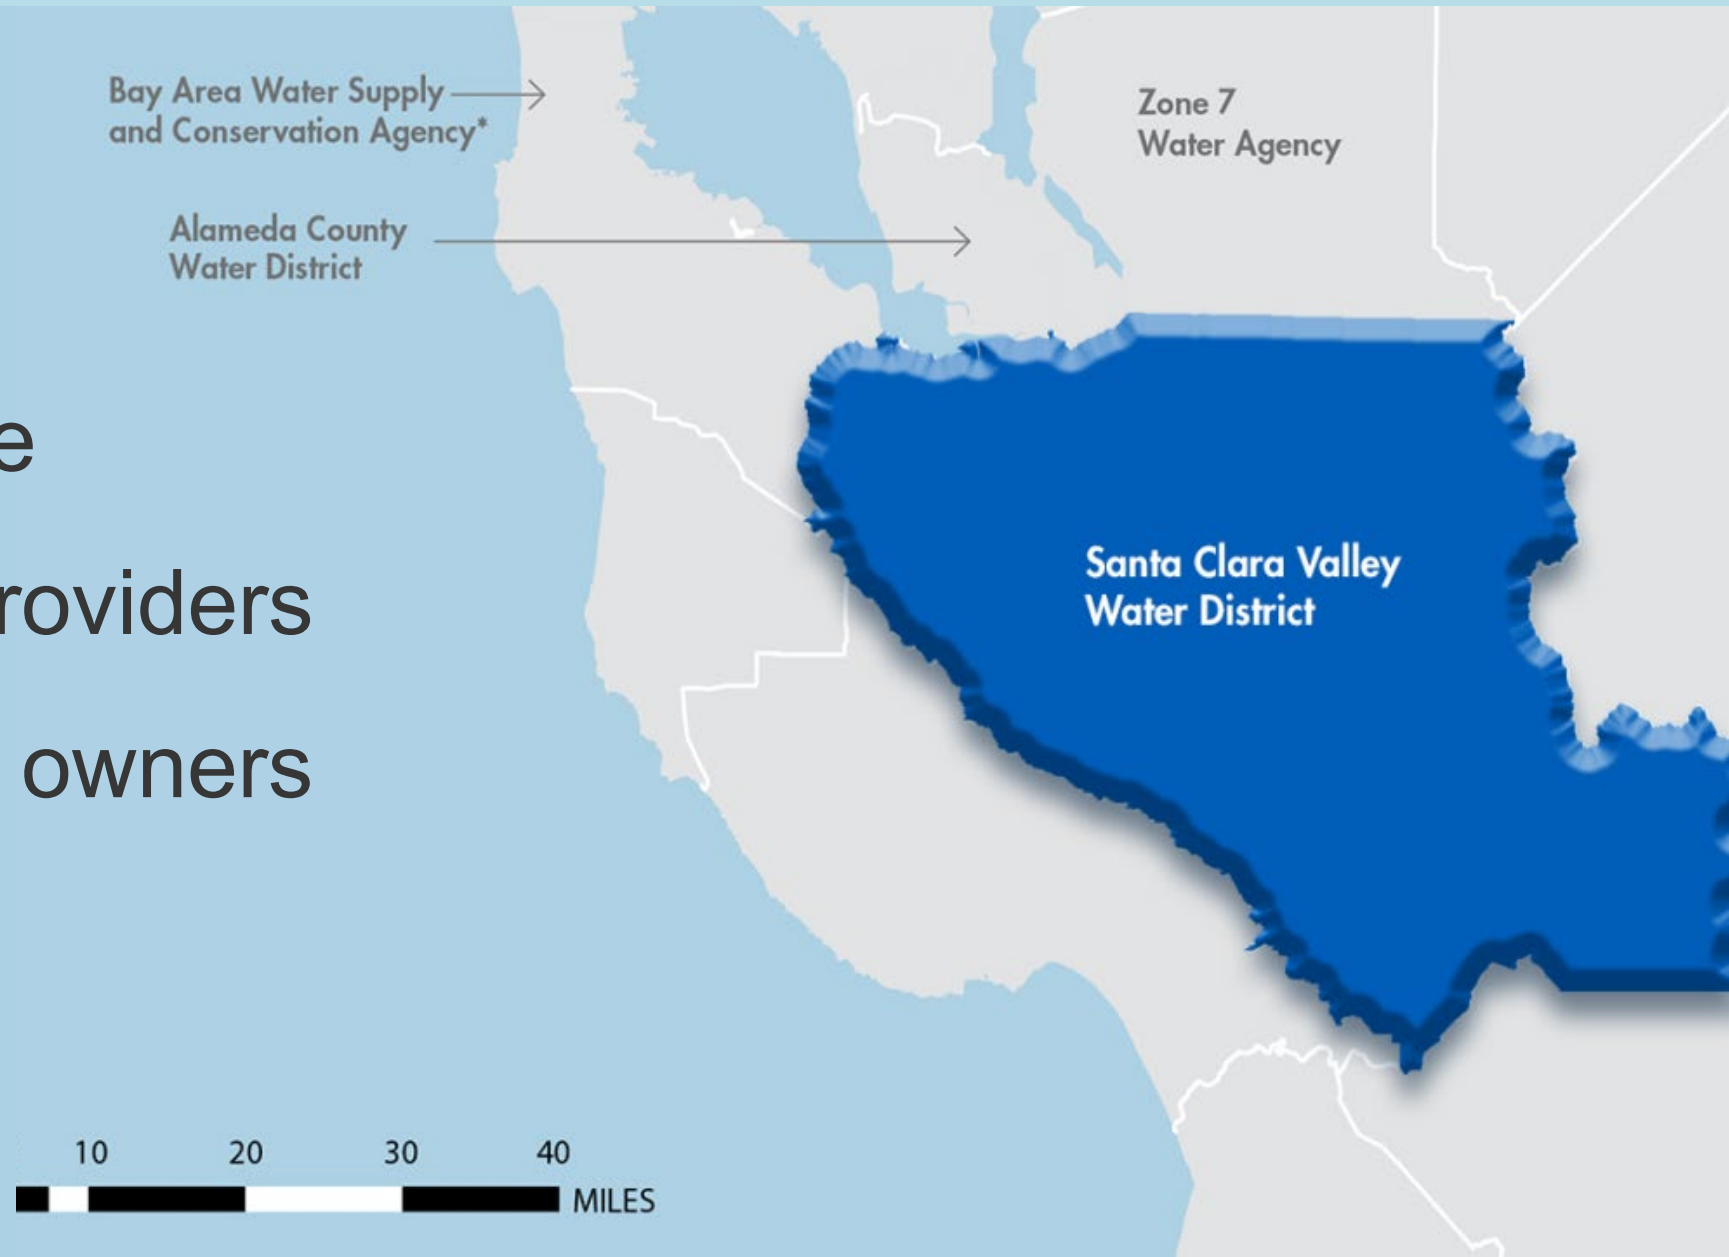 Bay Area Water Supply
and Conservation Agency*
Zone 7
Water Agency
Alameda County
Water District
e
roviders
owners
Santa Clara Valley
Water District
10 20 30 40
MILES